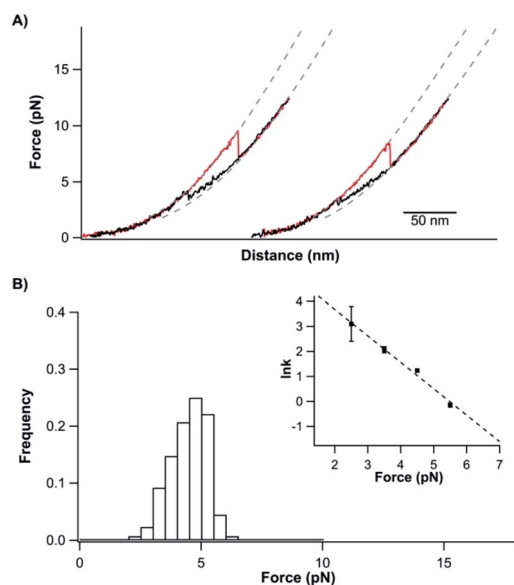 A)
15
10
5
0
Force (pN)
50 nm
Distance (nm)
B)
0.4
0.3
0.2
0.1
0.0
Frequency
0 5 10 15
Force (pN)
4
3
2
1
0
-1
lnk
2 3 4 5 6 7
Force (pN)